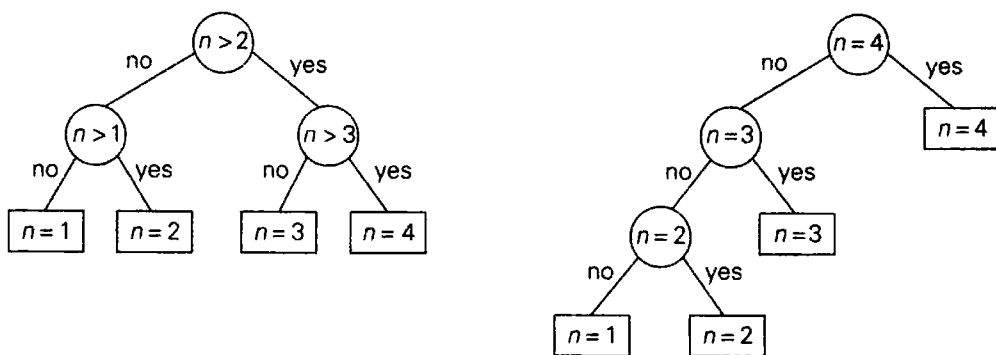 n > 2
no
yes
n > 1
n > 3
no
yes
no
yes
n = 1
n = 2
n = 3
n = 4
n = 4
no
yes
n = 3
n = 4
no
yes
n = 2
n = 3
no
yes
n = 1
n = 2